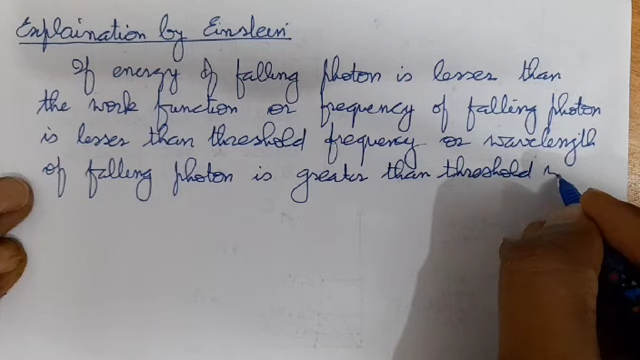 Explaination by Einstein
If energy of falling photon is lesser than
the work function or frequency of falling photon
is lesser than threshold frequency or wavelength
of falling photon is greater than threshold